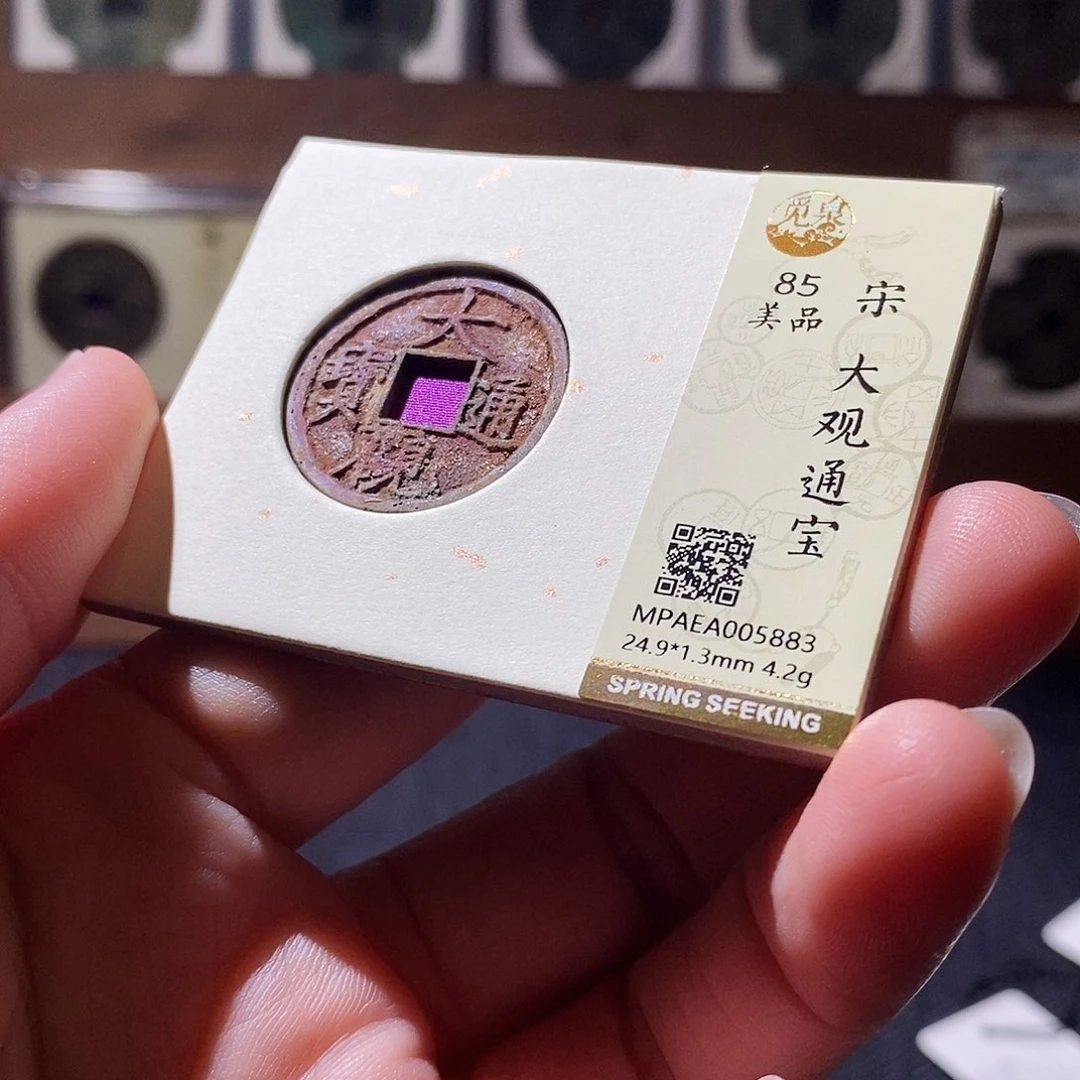 大
觀
通
寶
觅泉
85
美品
宋
大观通宝
MPAEA005883
24.9*1.3mm 4.2g
SPRING SEEKING